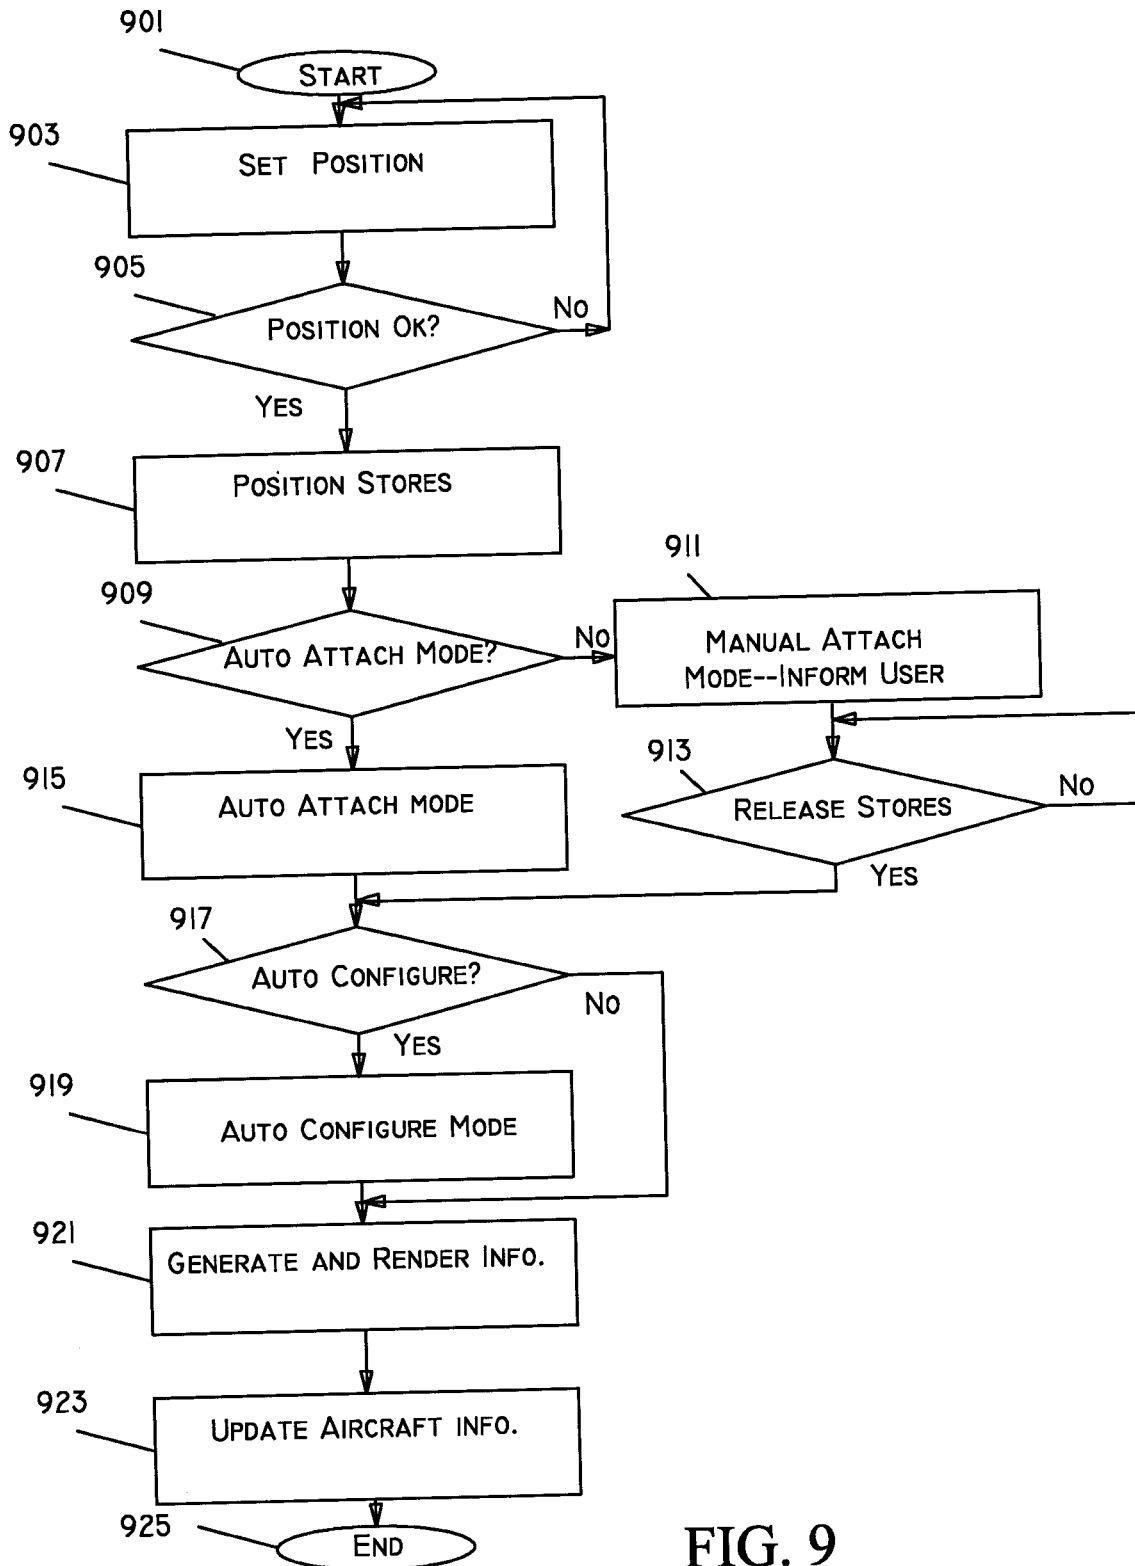 901
START
903
SET POSITION
905
POSITION OK?
NO
YES
907
POSITION STORES
909
AUTO ATTACH MODE?
NO
911
MANUAL ATTACH
MODE--INFORM USER
YES
913
RELEASE STORES
NO
915
AUTO ATTACH MODE
YES
917
AUTO CONFIGURE?
NO
YES
919
AUTO CONFIGURE MODE
921
GENERATE AND RENDER INFO.
923
UPDATE AIRCRAFT INFO.
925
END
FIG. 9